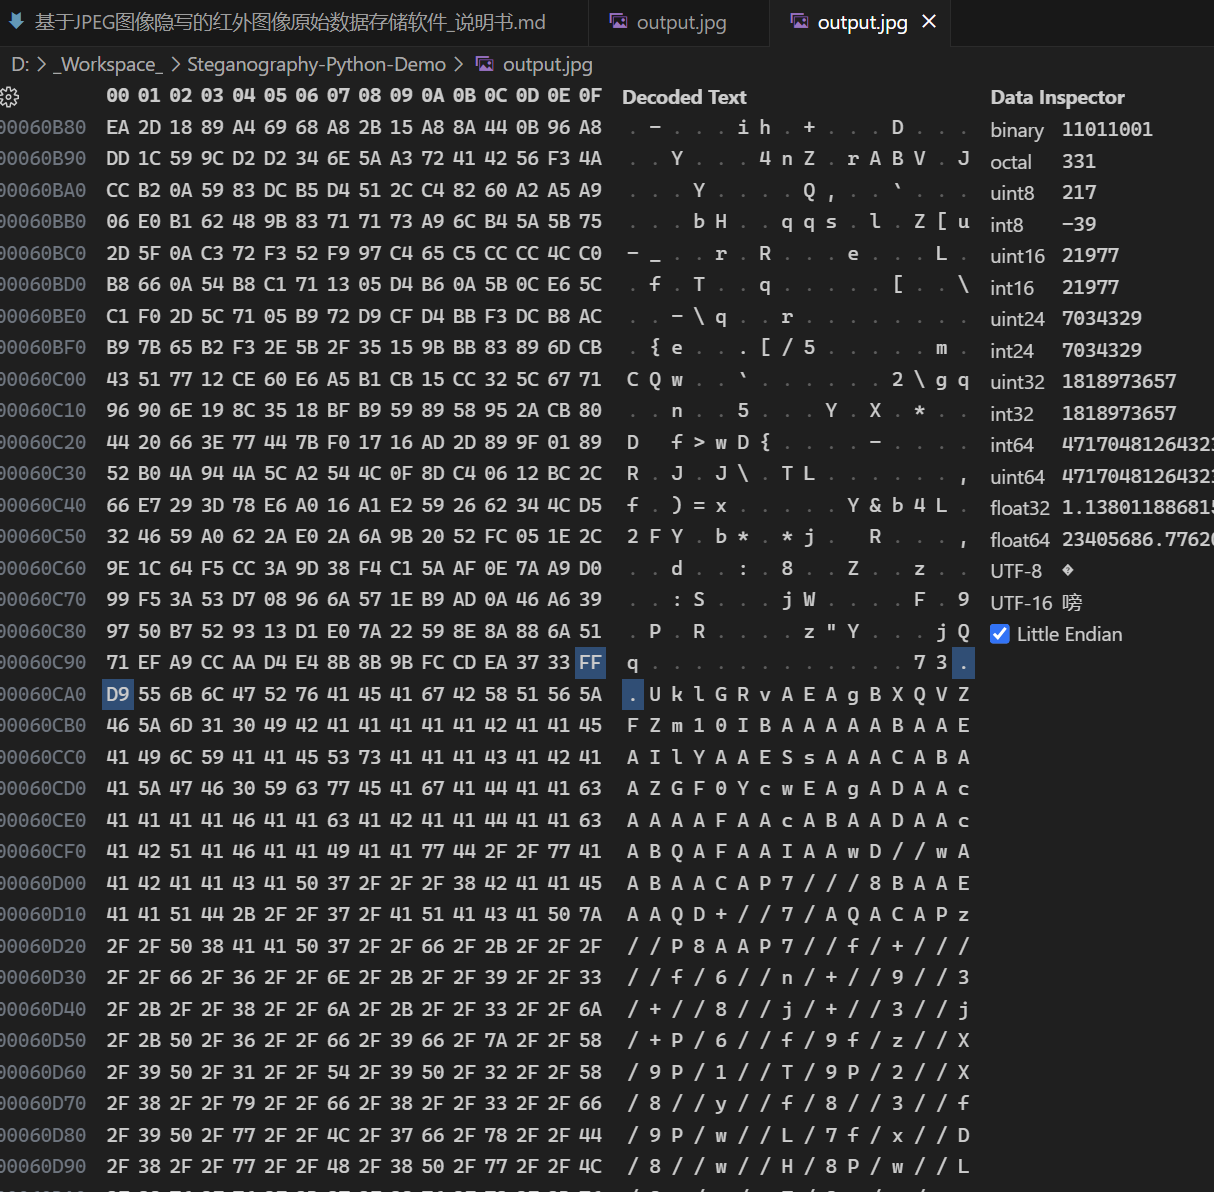 基于JPEG图像隐写的红外图像原始数据存储软件_说明书.md output.jpg output.jpg
D: > _Workspace_ > Steganography-Python-Demo > output.jpg
00 01 02 03 04 05 06 07 08 09 0A 0B 0C 0D 0E 0F Decoded Text Data Inspector
00060B80 EA 2D 18 89 A4 69 68 A8 2B 15 A8 8A 44 0B 96 A8 . - . . . i h . + . . . D . . . binary 11011001
00060B90 DD 1C 59 9C D2 D2 34 6E 5A A3 72 41 42 56 F3 4A . . Y . . . 4 n Z . r A B V . J octal 331
00060BA0 CC B2 0A 59 83 DC B5 D4 51 2C C4 82 60 A2 A5 A9 . . . Y . . . . Q , . . ` . . . uint8 217
00060BB0 06 E0 B1 62 48 9B 83 71 71 73 A9 6C B4 5A 5B 75 . . . b H . . q q s . l . Z [ u int8 -39
00060BC0 2D 5F 0A C3 72 F3 52 F9 97 C4 65 C5 CC CC 4C C0 - _ . . r . R . . . e . . . L . uint16 21977
00060BD0 B8 66 0A 54 B8 C1 71 13 05 D4 B6 0A 5B 0C E6 5C . f . T . . q . . . . . [ . . \ int16 21977
00060BE0 C1 F0 2D 5C 71 05 B9 72 D9 CF D4 BB F3 DC B8 AC . . - \ q . . r . . . . . . . . uint24 7034329
00060BF0 B9 7B 65 B2 F3 2E 5B 2F 35 15 9B BB 83 89 6D CB . { e . . . [ / 5 . . . . . m . int24 7034329
00060C00 43 51 77 12 CE 60 E6 A5 B1 CB 15 CC 32 5C 67 71 C Q w . . ` . . . . . . 2 \ g q uint32 1818973657
00060C10 96 90 6E 19 8C 35 18 BF B9 59 89 58 95 2A CB 80 . . n . . 5 . . . Y . X . * . . int32 1818973657
00060C20 44 20 66 3E 77 44 7B F0 17 16 AD 2D 89 9F 01 89 D f > w D { . . . . - . . . . int64 4717048126432
00060C30 52 B0 4A 94 4A 5C A2 54 4C 0F 8D C4 06 12 BC 2C R . J . J \ . T L . . . . . . , uint64 4717048126432
00060C40 66 E7 29 3D 78 E6 A0 16 A1 E2 59 26 62 34 4C D5 f . ) = x . . . . . Y & b 4 L . float32 1.138011886815
00060C50 32 46 59 A0 62 2A E0 2A 6A 9B 20 52 FC 05 1E 2C 2 F Y . b * . * j . R . . . , float64 23405686.7762
00060C60 9E 1C 64 F5 CC 3A 9D 38 F4 C1 5A AF 0E 7A A9 D0 . . d . . : . 8 . . Z . . z . . UTF-8 �
00060C70 99 F5 3A 53 D7 08 96 6A 57 1E B9 AD 0A 46 A6 39 . . : S . . . j W . . . . F . 9 UTF-16 嗙
00060C80 97 50 B7 52 93 13 D1 E0 7A 22 59 8E 8A 88 6A 51 . P . R . . . . z " Y . . . j Q Little Endian
00060C90 71 EF A9 CC AA D4 E4 8B 8B 9B FC CD EA 37 33 FF q . . . . . . . . . . . . 7 3 .
00060CA0 D9 55 6B 6C 47 52 76 41 45 41 67 42 58 51 56 5A . U k l G R v A E A g B X Q V Z
00060CB0 46 5A 6D 31 30 49 42 41 41 41 41 41 42 41 41 45 F Z m 1 0 I B A A A A A B A A E
00060CC0 41 49 6C 59 41 41 45 53 73 41 41 41 43 41 42 41 A I l Y A A E S s A A A C A B A
00060CD0 41 5A 47 46 30 59 63 77 45 41 67 41 44 41 41 63 A Z G F 0 Y c w E A g A D A A c
00060CE0 41 41 41 41 46 41 41 63 41 42 41 41 44 41 41 63 A A A A F A A c A B A A D A A c
00060CF0 41 42 51 41 46 41 41 49 41 41 77 44 2F 2F 77 41 A B Q A F A A I A A w D / / w A
00060D00 41 42 41 41 43 41 50 37 2F 2F 2F 38 42 41 41 45 A B A A C A P 7 / / / 8 B A A E
00060D10 41 41 51 44 2B 2F 2F 37 2F 41 51 41 43 41 50 7A A A Q D + / / 7 / A Q A C A P z
00060D20 2F 2F 50 38 41 41 50 37 2F 2F 66 2F 2B 2F 2F 2F / / P 8 A A P 7 / / f / + / / /
00060D30 2F 2F 66 2F 36 2F 2F 6E 2F 2B 2F 2F 39 2F 2F 33 / / f / 6 / / n / + / / 9 / / 3
00060D40 2F 2B 2F 2F 38 2F 2F 6A 2F 2B 2F 2F 33 2F 2F 6A / + / / 8 / / j / + / / 3 / / j
00060D50 2F 2B 50 2F 36 2F 2F 66 2F 39 66 2F 7A 2F 2F 58 / + P / 6 / / f / 9 f / z / / X
00060D60 2F 39 50 2F 31 2F 2F 54 2F 39 50 2F 32 2F 2F 58 / 9 P / 1 / / T / 9 P / 2 / / X
00060D70 2F 38 2F 2F 79 2F 2F 66 2F 38 2F 2F 33 2F 2F 66 / 8 / / y / / f / 8 / / 3 / / f
00060D80 2F 39 50 2F 77 2F 2F 4C 2F 37 66 2F 78 2F 2F 44 / 9 P / w / / L / 7 f / x / / D
00060D90 2F 38 2F 2F 77 2F 2F 48 2F 38 50 2F 77 2F 2F 4C / 8 / / w / / H / 8 P / w / / L